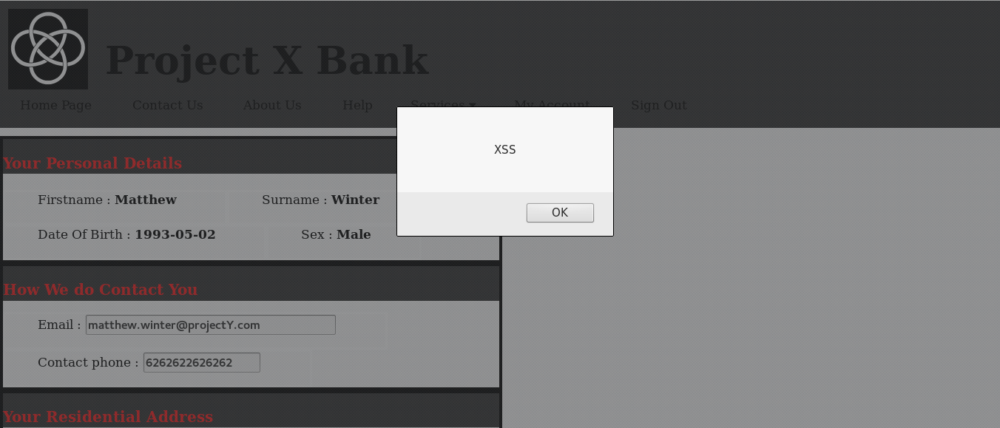 Project X Bank
Home Page Contact Us About Us Help Services ▾ My Account Sign Out
XSS
OK
Your Personal Details
Firstname : Matthew Surname : Winter
Date Of Birth : 1993-05-02 Sex : Male
How We do Contact You
Email : matthew.winter@projectY.com
Contact phone : 6262622626262
Your Residential Address